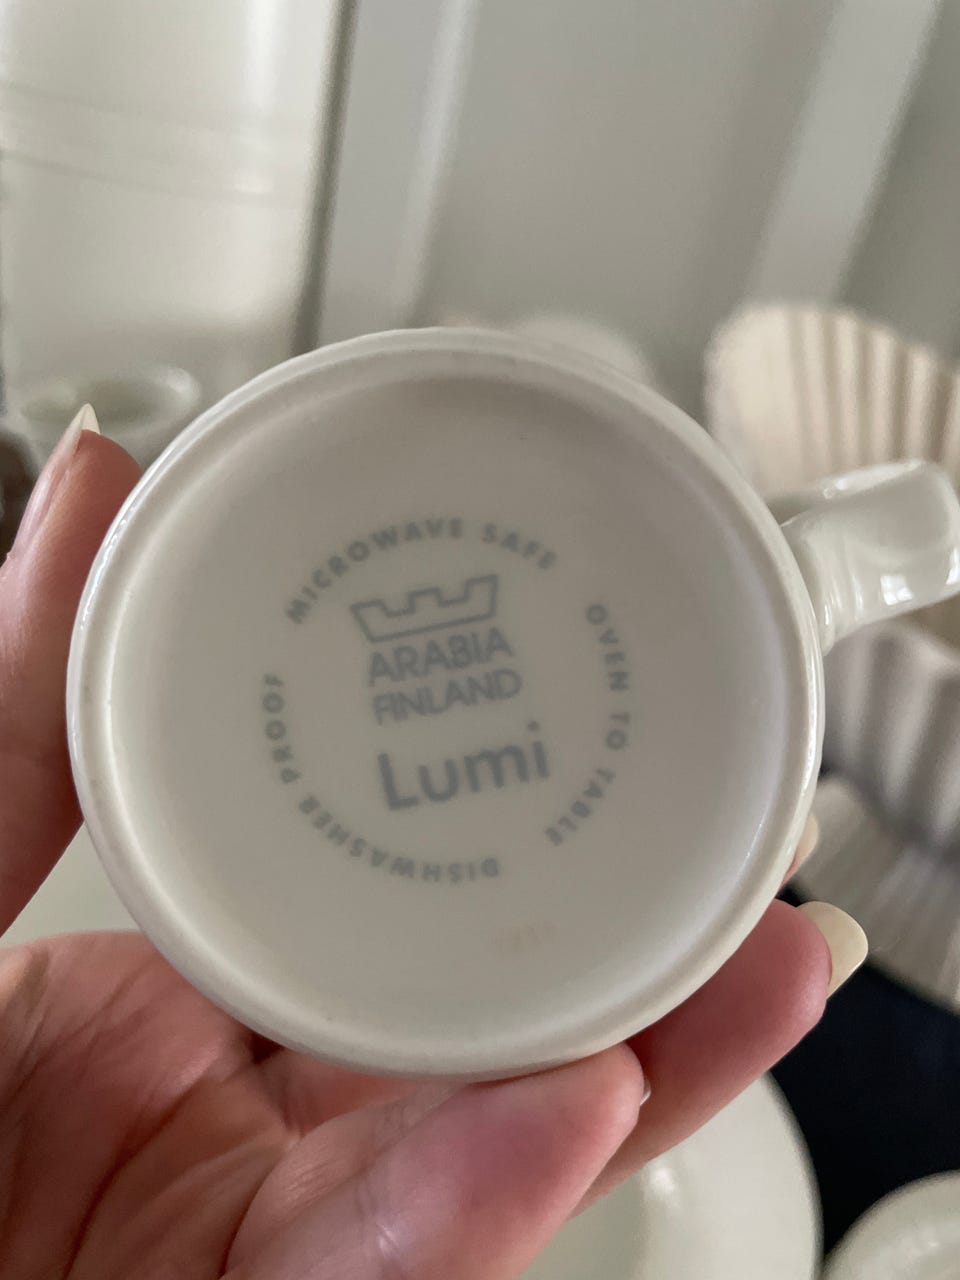 MICROWAVE SAFE
OVEN TO TABLE
DISHWASHER PROOF
ARABIA
FINLAND
Lumi